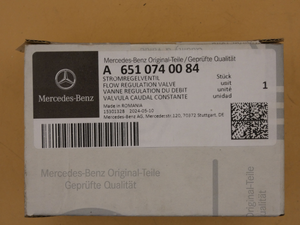 Mercedes-Benz Original-Teile / Geprüfte Qualität
A 651 074 00 84
STROMREGELVENTIL Stück
FLOW REGULATION VALVE unit
VANNE REGULATION DU DEBIT unité
VALVULA CAUDAL CONSTANTE unidad
1
Made in ROMANIA
Mercedes-Benz AG, Mercedesstr. 120, 70372 Stuttgart, DE
Mercedes-Benz
Mercedes-Benz Original-Teile
Geprüfte Qualität